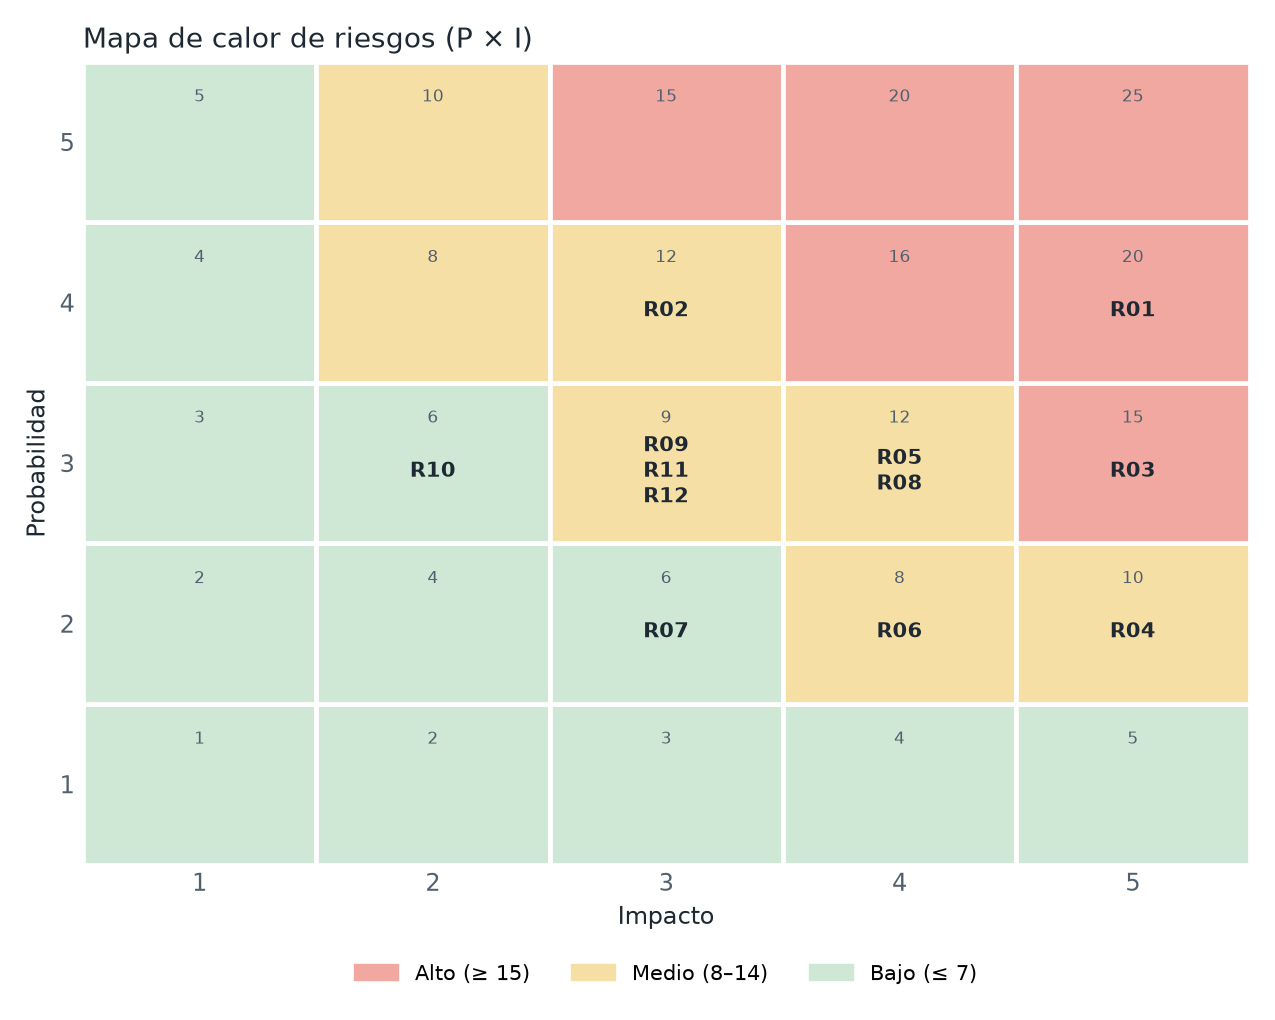 Mapa de calor de riesgos (P × I)
5 10 15 20 25
5
4 8 12 16 20
4
R02 R01
3 6 9 12 15
R09
R05
Probabilidad
3
R10 R11 R03
R08
R12
2 4 6 8 10
2
R07 R06 R04
1 2 3 4 5
1
1 2 3 4 5
Impacto
Alto (≥ 15) Medio (8–14) Bajo (≤ 7)